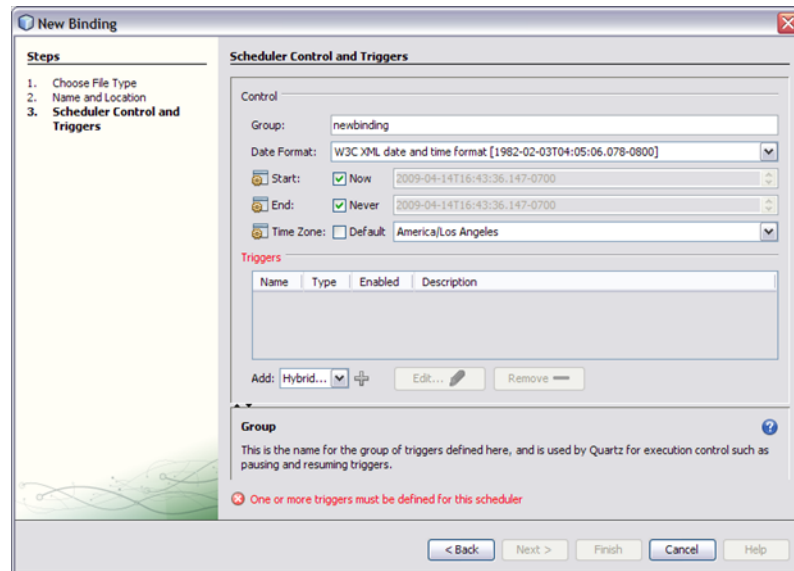 New Binding
Steps
1. Choose File Type
2. Name and Location
3. Scheduler Control and
Triggers
Scheduler Control and Triggers
Control
Group: newbinding
Date Format: W3C XML date and time format [1982-02-03T04:05:06.078-0800]
Start: Now 2009-04-14T16:43:36.147-0700
End: Never 2009-04-14T16:43:36.147-0700
Time Zone: Default America/Los Angeles
Triggers
Name Type Enabled Description
Add: Hybrid... Edit... Remove
Group
This is the name for the group of triggers defined here, and is used by Quartz for execution control such as
pausing and resuming triggers.
One or more triggers must be defined for this scheduler
< Back Next > Finish Cancel Help